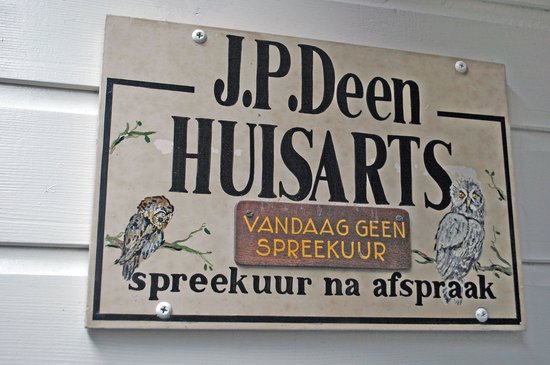 J.P.Deen
HUISARTS
VANDAAG GEEN
SPREEKUUR
spreekuur na afspraak